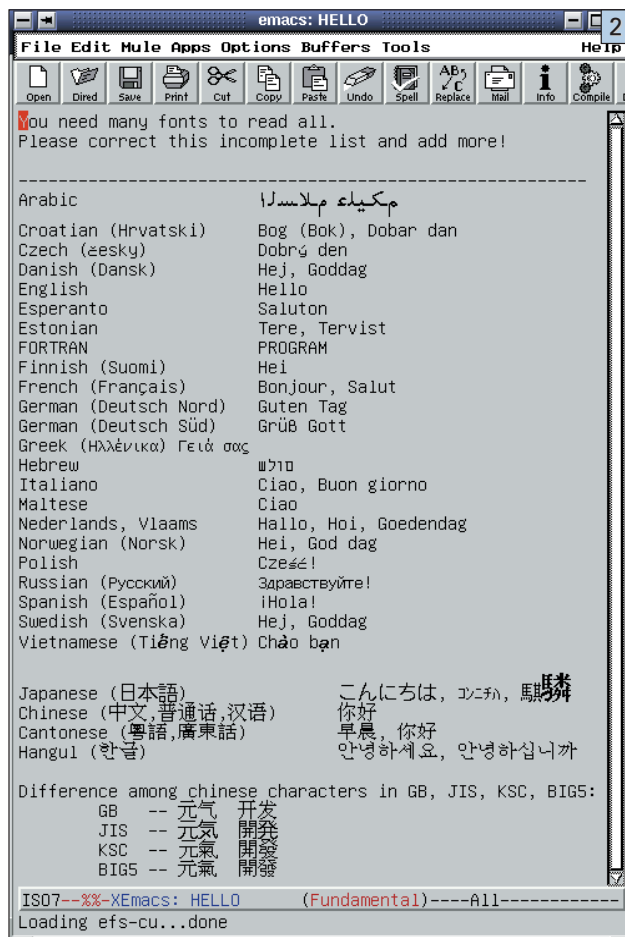 emacs: HELLO
2
File Edit Mule Apps Options Buffers Tools Help
Open Dired Save Print Cut Copy Paste Undo Spell Replace Mail Info Compile
You need many fonts to read all.
Please correct this incomplete list and add more!
---------------------------------------------------------------
Arabic مكيلع ملاسلا
Croatian (Hrvatski) Bog (Bok), Dobar dan
Czech (česky) Dobrý den
Danish (Dansk) Hej, Goddag
English Hello
Esperanto Saluton
Estonian Tere, Tervist
FORTRAN PROGRAM
Finnish (Suomi) Hei
French (Français) Bonjour, Salut
German (Deutsch Nord) Guten Tag
German (Deutsch Süd) Grüß Gott
Greek (Ηλλένικα) Γειά σας
Hebrew םולש
Italiano Ciao, Buon giorno
Maltese Ciao
Nederlands, Vlaams Hallo, Hoi, Goedendag
Norwegian (Norsk) Hei, God dag
Polish Cześć!
Russian (Русский) Здравствуйте!
Spanish (Español) ¡Hola!
Swedish (Svenska) Hej, Goddag
Vietnamese (Tiếng Việt) Chào bạn
Japanese (日本語) こんにちは, ｺﾝﾆﾁﾊ, 騏驎
Chinese (中文,普通话,汉语) 你好
Cantonese (粵語,廣東話) 早晨, 你好
Hangul (한글) 안녕하세요, 안녕하십니까
Difference among chinese characters in GB, JIS, KSC, BIG5:
GB -- 元气 开发
JIS -- 元気 開発
KSC -- 元氣 開發
BIG5 -- 元氣 開發
ISO7--%%-XEmacs: HELLO (Fundamental)----All------------
Loading efs-cu...done